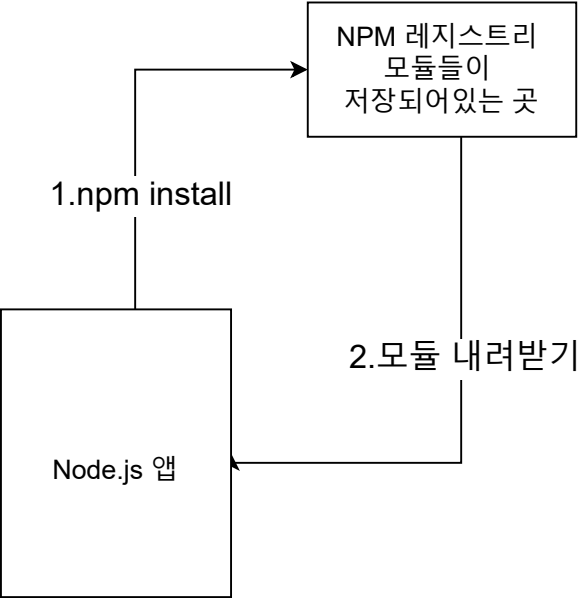 NPM 레지스트리
모듈들이
저장되어있는 곳
1.npm install
2.모듈 내려받기
Node.js 앱